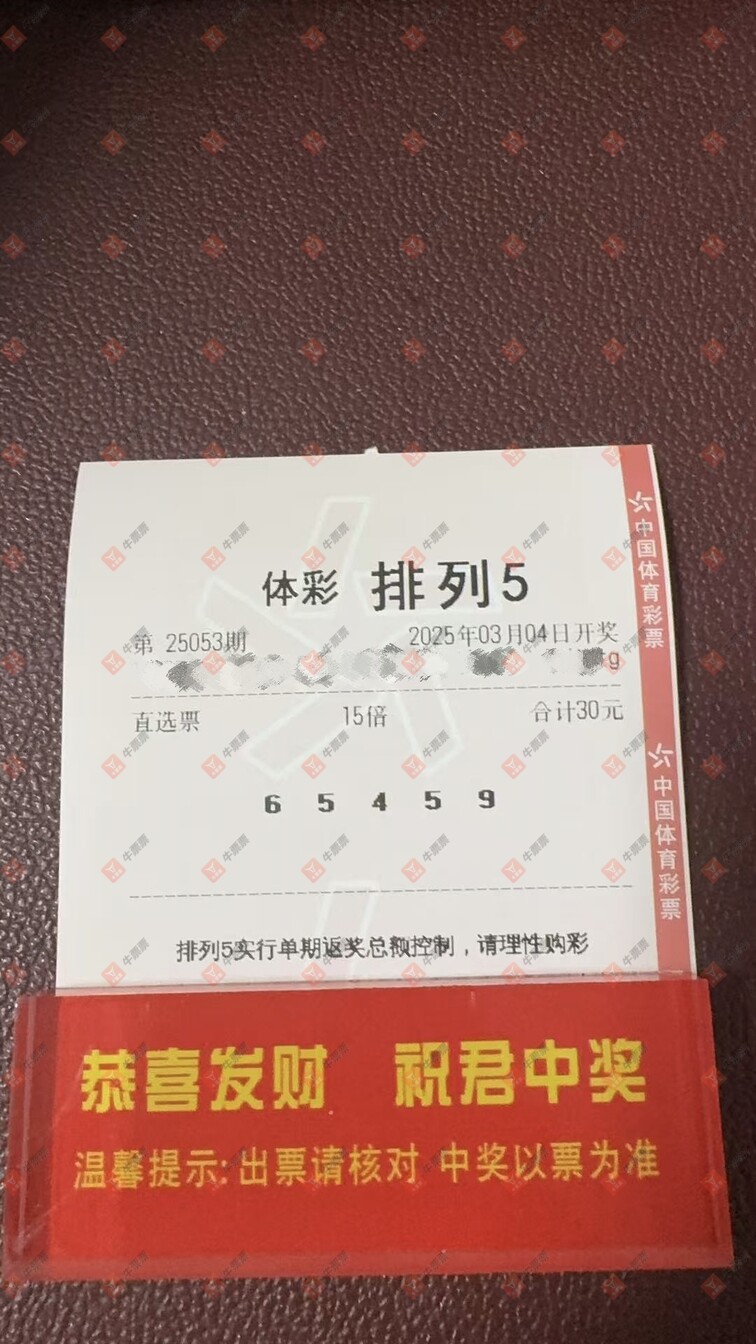 体彩 排列5
第 25053期 2025年03月04日开奖
g
直选票 15倍 合计30元
6 5 4 5 9
排列5实行单期返奖总额控制，请理性购彩
中国体育彩票
中国体育彩票
恭喜发财 祝君中奖
温馨提示:出票请核对 中奖以票为准